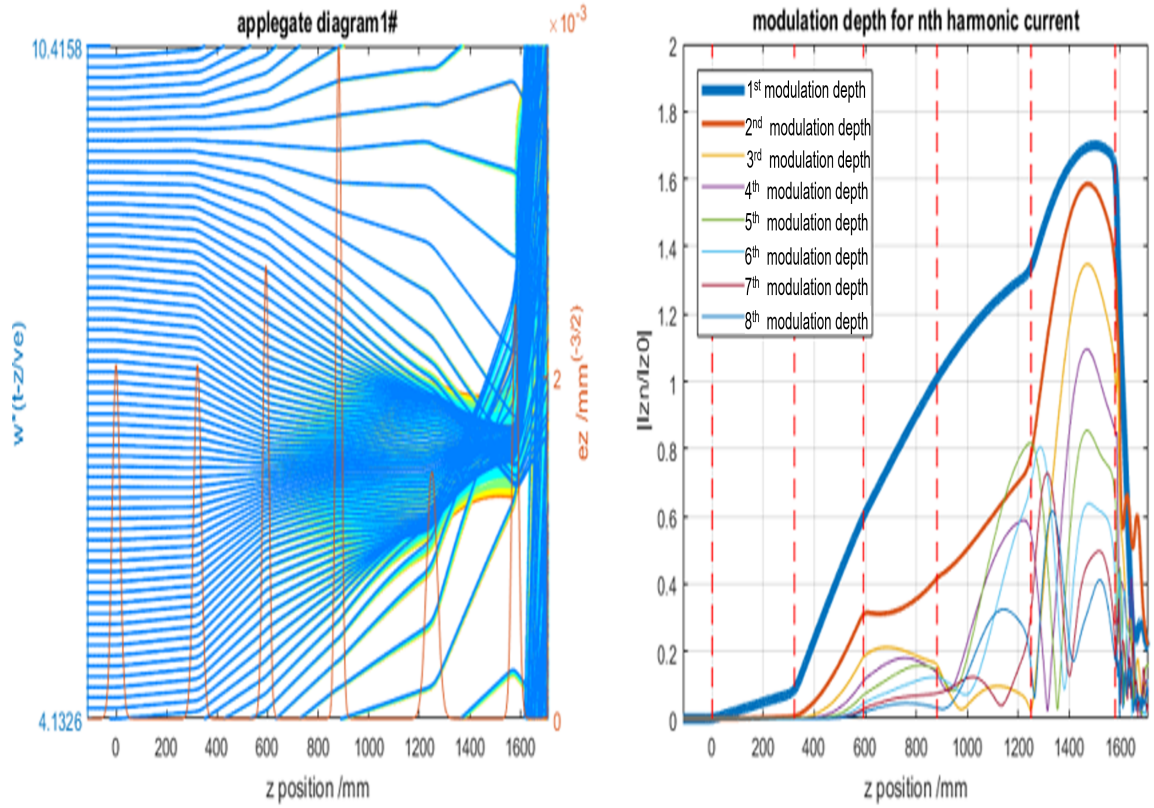 applegate diagram1#
×10⁻³
10.4158
4.1326
w*(t-z/ve)
2
0
ez /mm^(-3/2)
0 200 400 600 800 1000 1200 1400 1600
z position /mm
modulation depth for nth harmonic current
2
1.8
1.6
1.4
1.2
1
0.8
0.6
0.4
0.2
0
|Izn/Iz0|
1st modulation depth
2nd modulation depth
3rd modulation depth
4th modulation depth
5th modulation depth
6th modulation depth
7th modulation depth
8th modulation depth
0 200 400 600 800 1000 1200 1400 1600
z position /mm